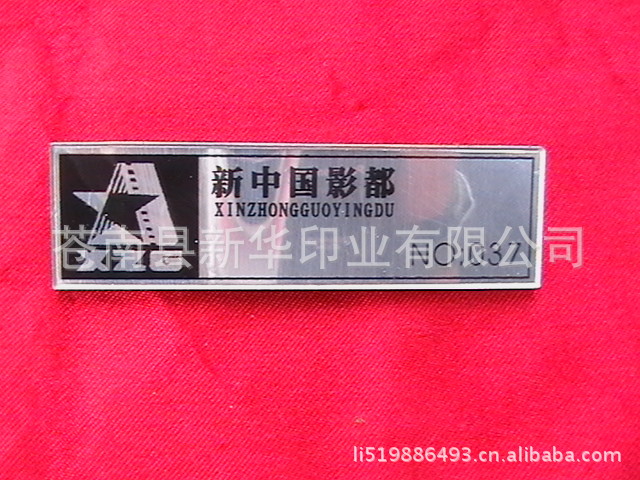 新中国影都
XINZHONGGUOYINGDU
XZG
苍南县新华印业有限公司
li519886493.cn.alibaba.com